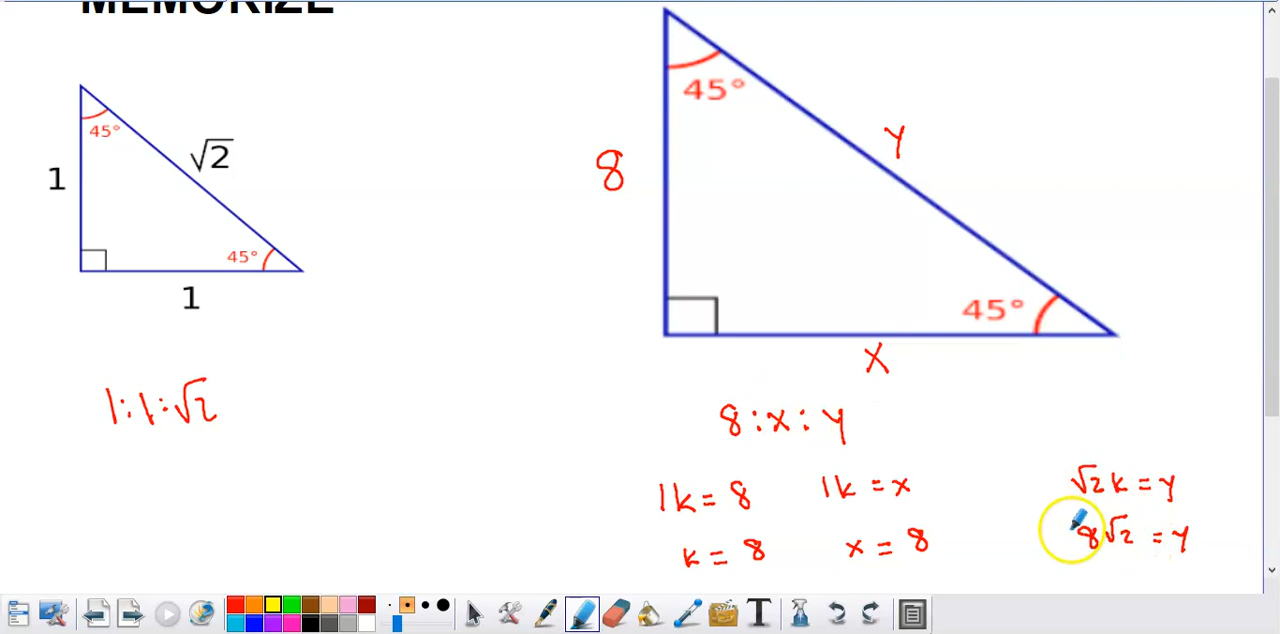 MEMORIZE
45°
√2
1
45°
1
1:1:√2
45°
y
8
45°
x
8:x:y
1k = 8
1k = x
√2k = y
k = 8
x = 8
8√2 = y
T